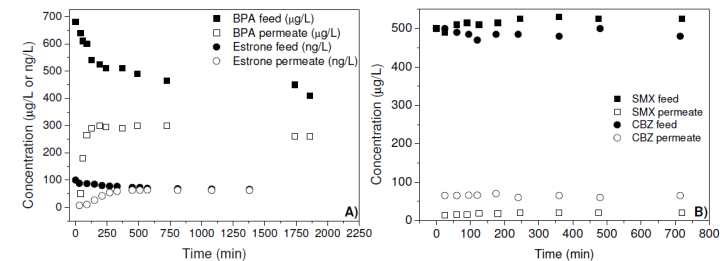 700
600
500
400
300
200
100
0
Concentration (μg/L or ng/L)
BPA feed (μg/L)
BPA permeate (μg/L)
Estrone feed (ng/L)
Estrone permeate (ng/L)
A)
0 250 500 750 1000 1250 1500 1750 2000 2250
Time (min)
500
400
300
200
100
0
Concentration (μg/L)
SMX feed
SMX permeate
CBZ feed
CBZ permeate
B)
0 100 200 300 400 500 600 700 800
Time (min)